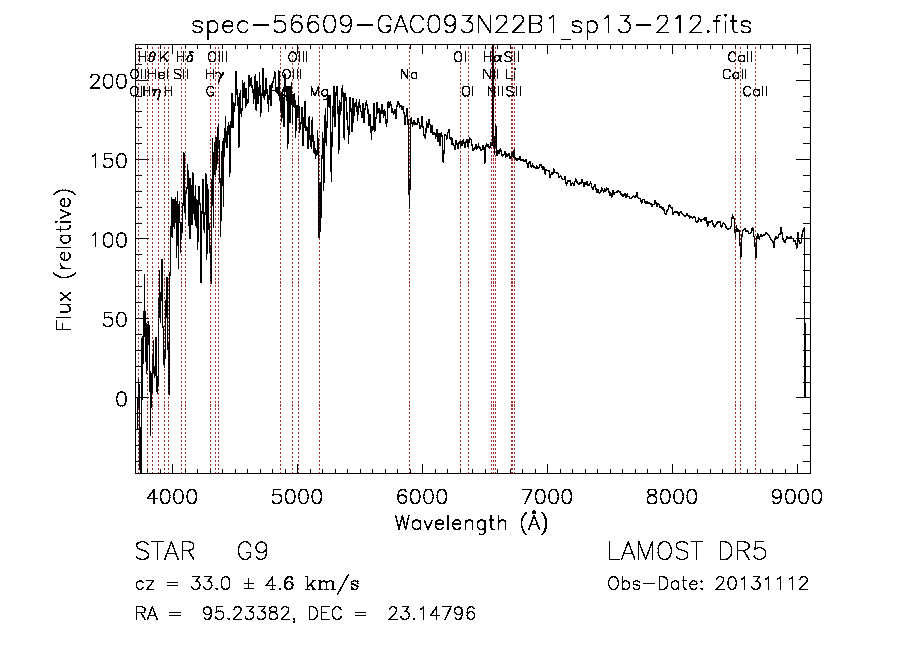 spec-56609-GAC093N22B1_sp13-212.fits
Hθ K Hδ OIII OIII OI Hα SII CaII
OII HeI SII Hγ OIII Na NII Li CaII
OII Hη H G Mg OI NII SII CaII
200
150
100
50
0
Flux (relative)
4000 5000 6000 7000 8000 9000
Wavelength (Å)
STAR G9 LAMOST DR5
cz = 33.0 ± 4.6 km/s Obs-Date: 20131112
RA = 95.23382, DEC = 23.14796